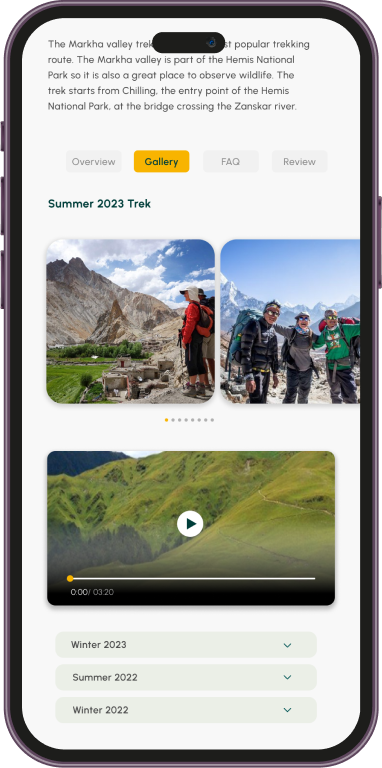 The Markha valley trek st popular trekking
route. The Markha valley is part of the Hemis National
Park so it is also a great place to observe wildlife. The
trek starts from Chilling, the entry point of the Hemis
National Park, at the bridge crossing the Zanskar river.
Overview Gallery FAQ Review
Summer 2023 Trek
0:00/ 03:20
Winter 2023
Summer 2022
Winter 2022